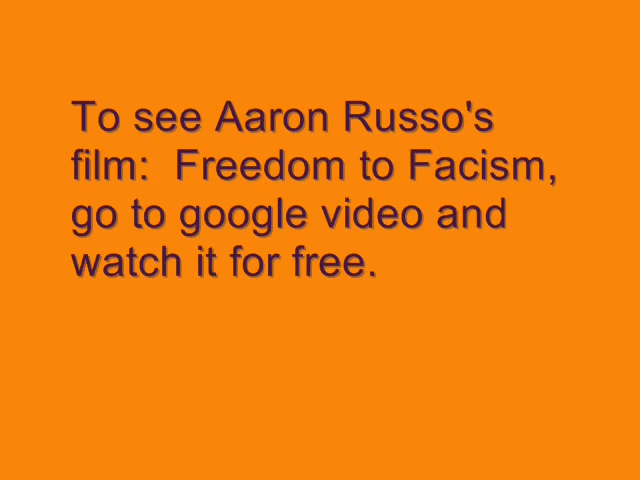 To see Aaron Russo's
film:  Freedom to Facism,
go to google video and
watch it for free.